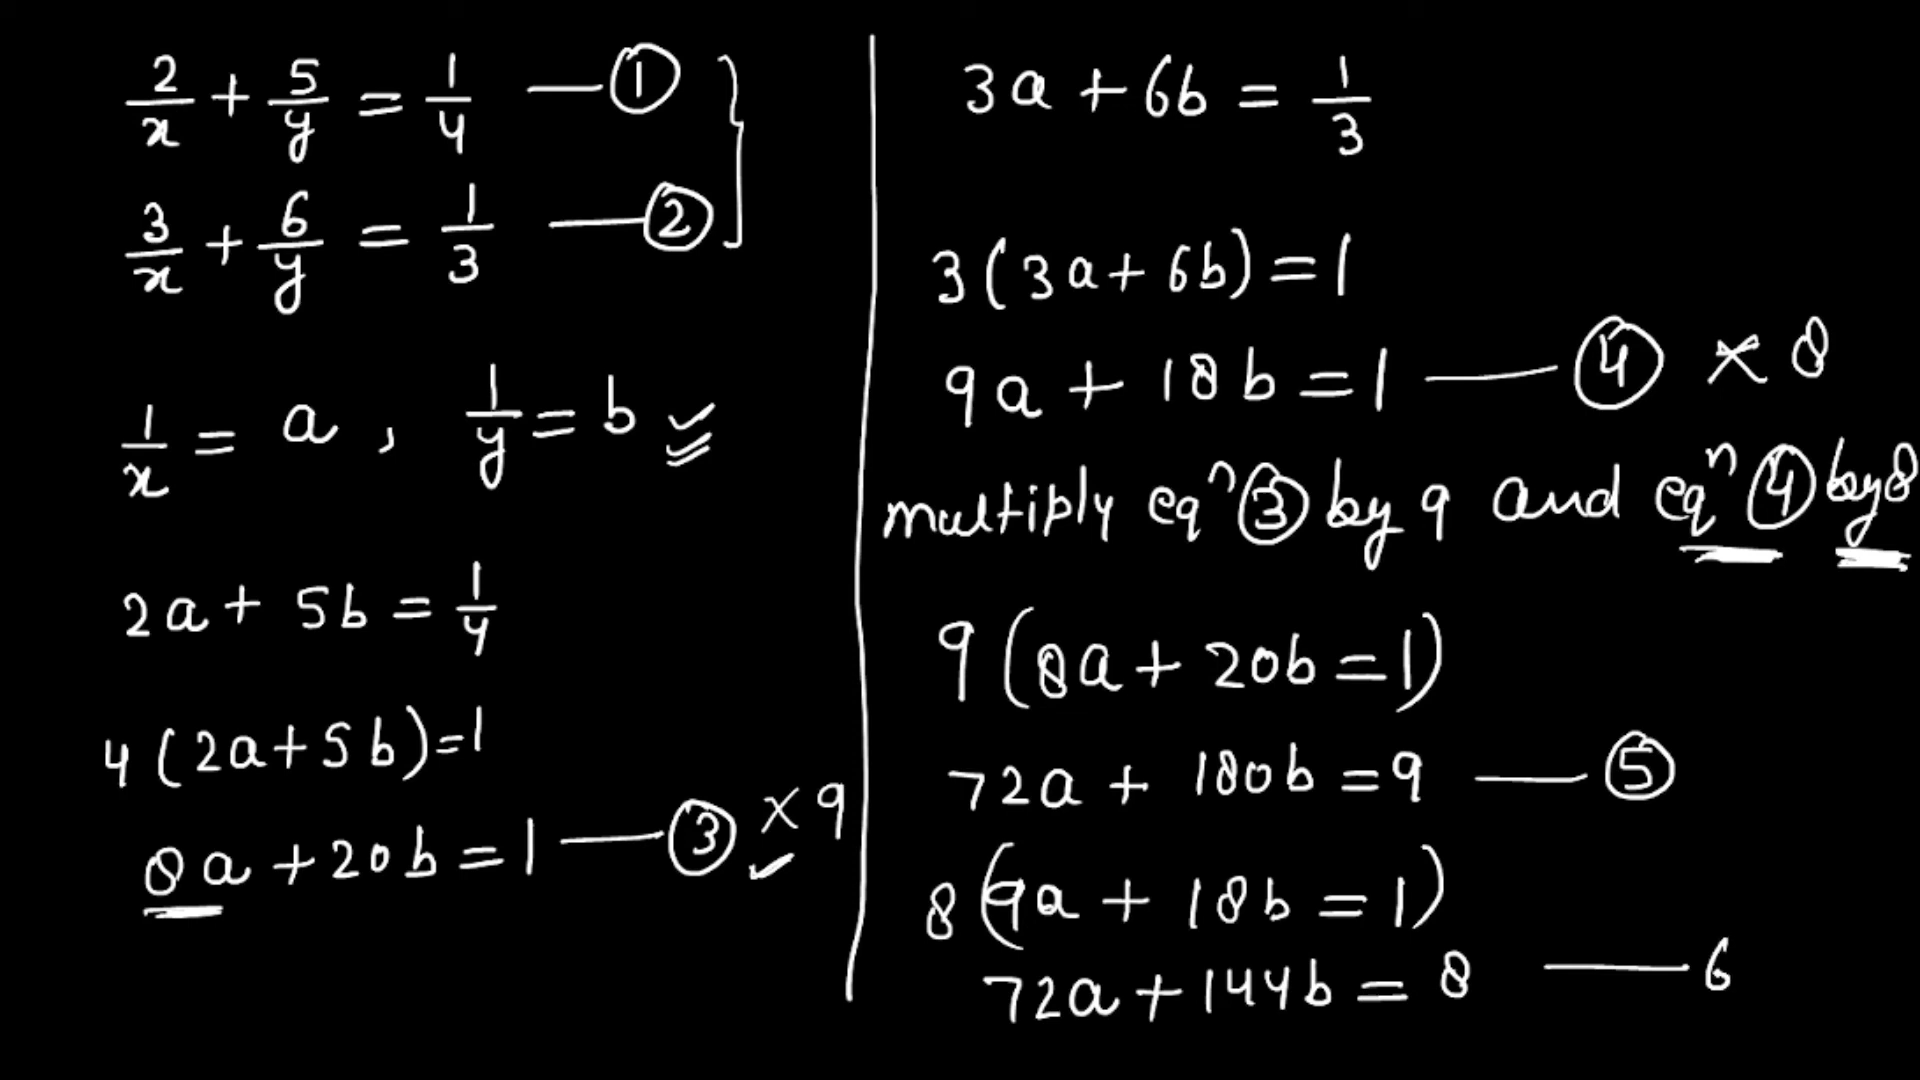 2/x + 5/y = 1/4 — ①
3/x + 6/y = 1/3 — ②
1/x = a , 1/y = b
2a + 5b = 1/4
4(2a+5b)=1
8a + 20b = 1 — ③ × 9
3a + 6b = 1/3
3(3a+6b)=1
9a + 18b = 1 — ④ × 8
multiply eqⁿ ③ by 9 and eqⁿ ④ by 8
9(8a + 20b = 1)
72a + 180b = 9 — ⑤
8(9a + 18b = 1)
72a + 144b = 8 — 6